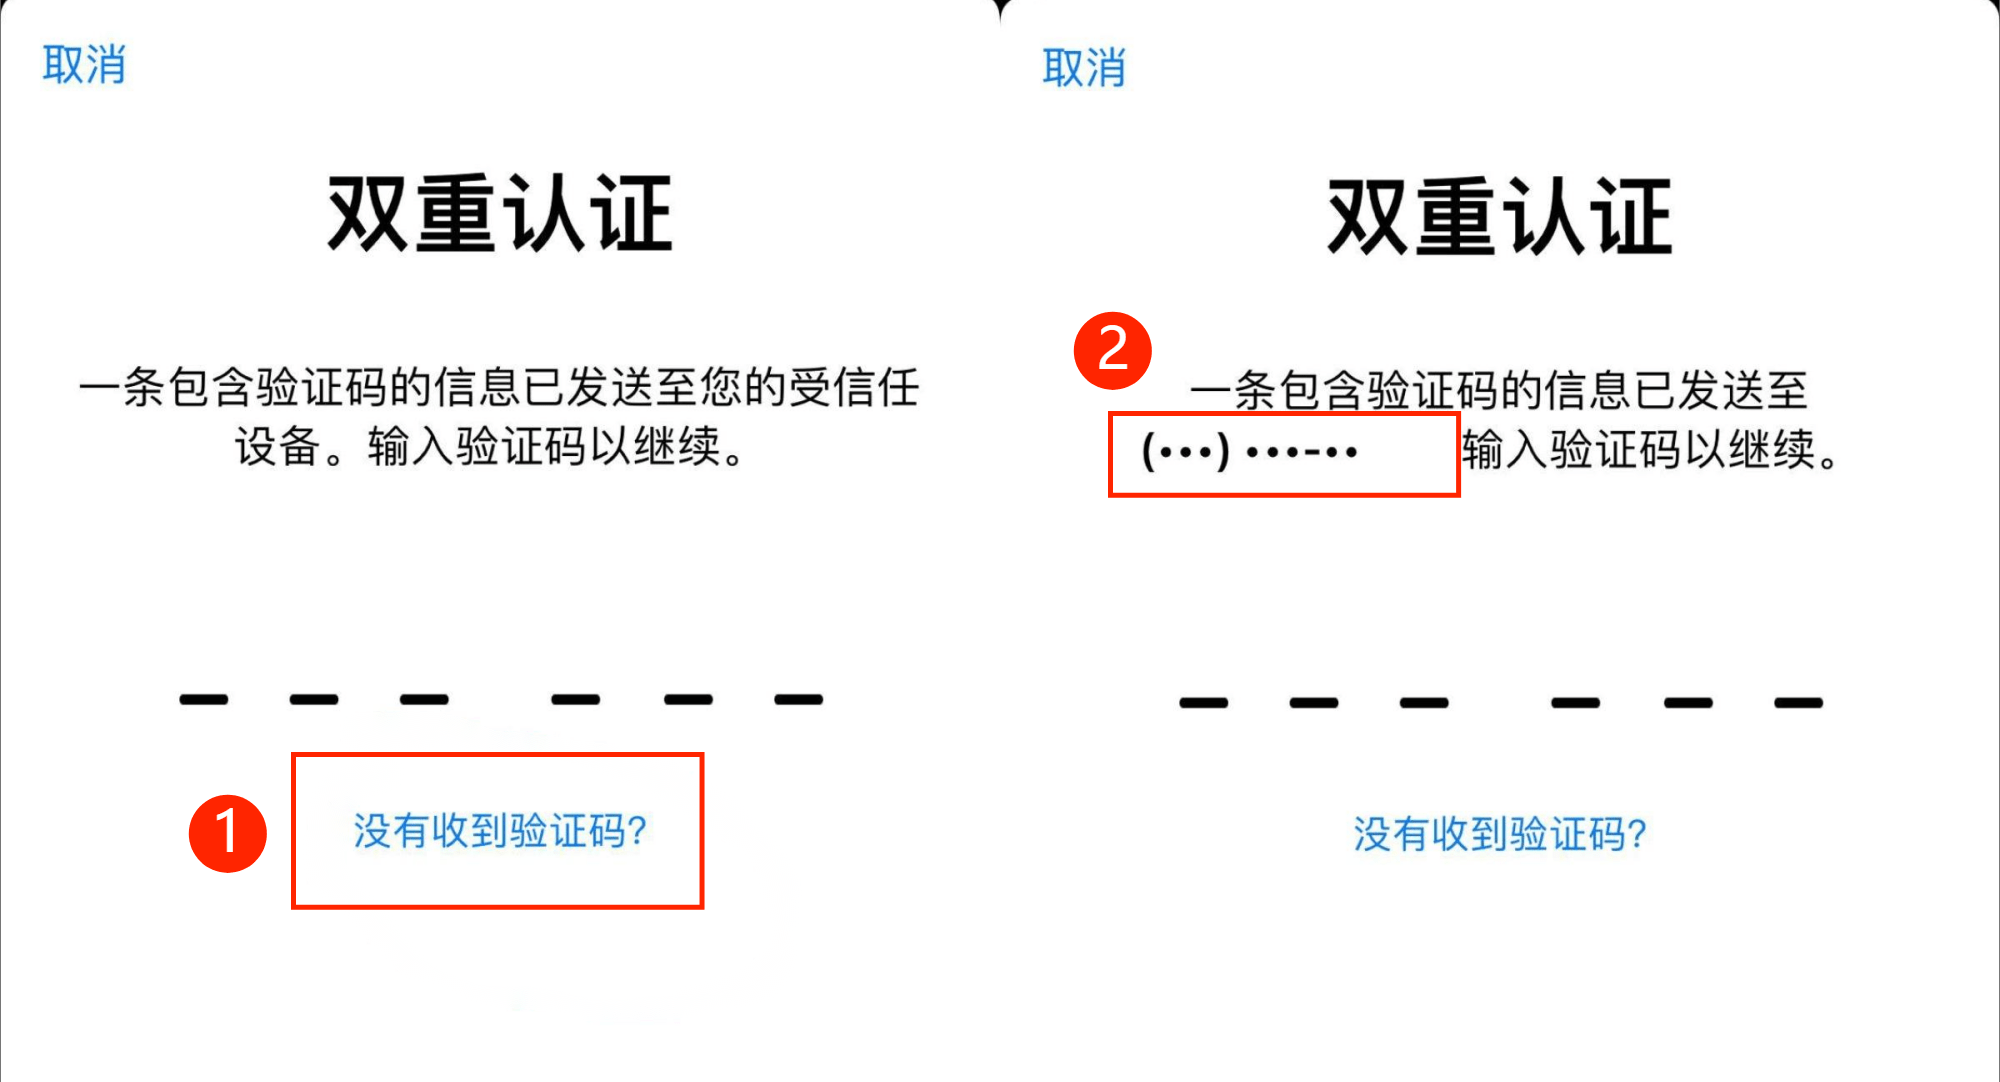 取消
双重认证
一条包含验证码的信息已发送至您的受信任
设备。输入验证码以继续。
1
没有收到验证码?
取消
双重认证
2
一条包含验证码的信息已发送至
(•••) •••-•• 输入验证码以继续。
没有收到验证码?